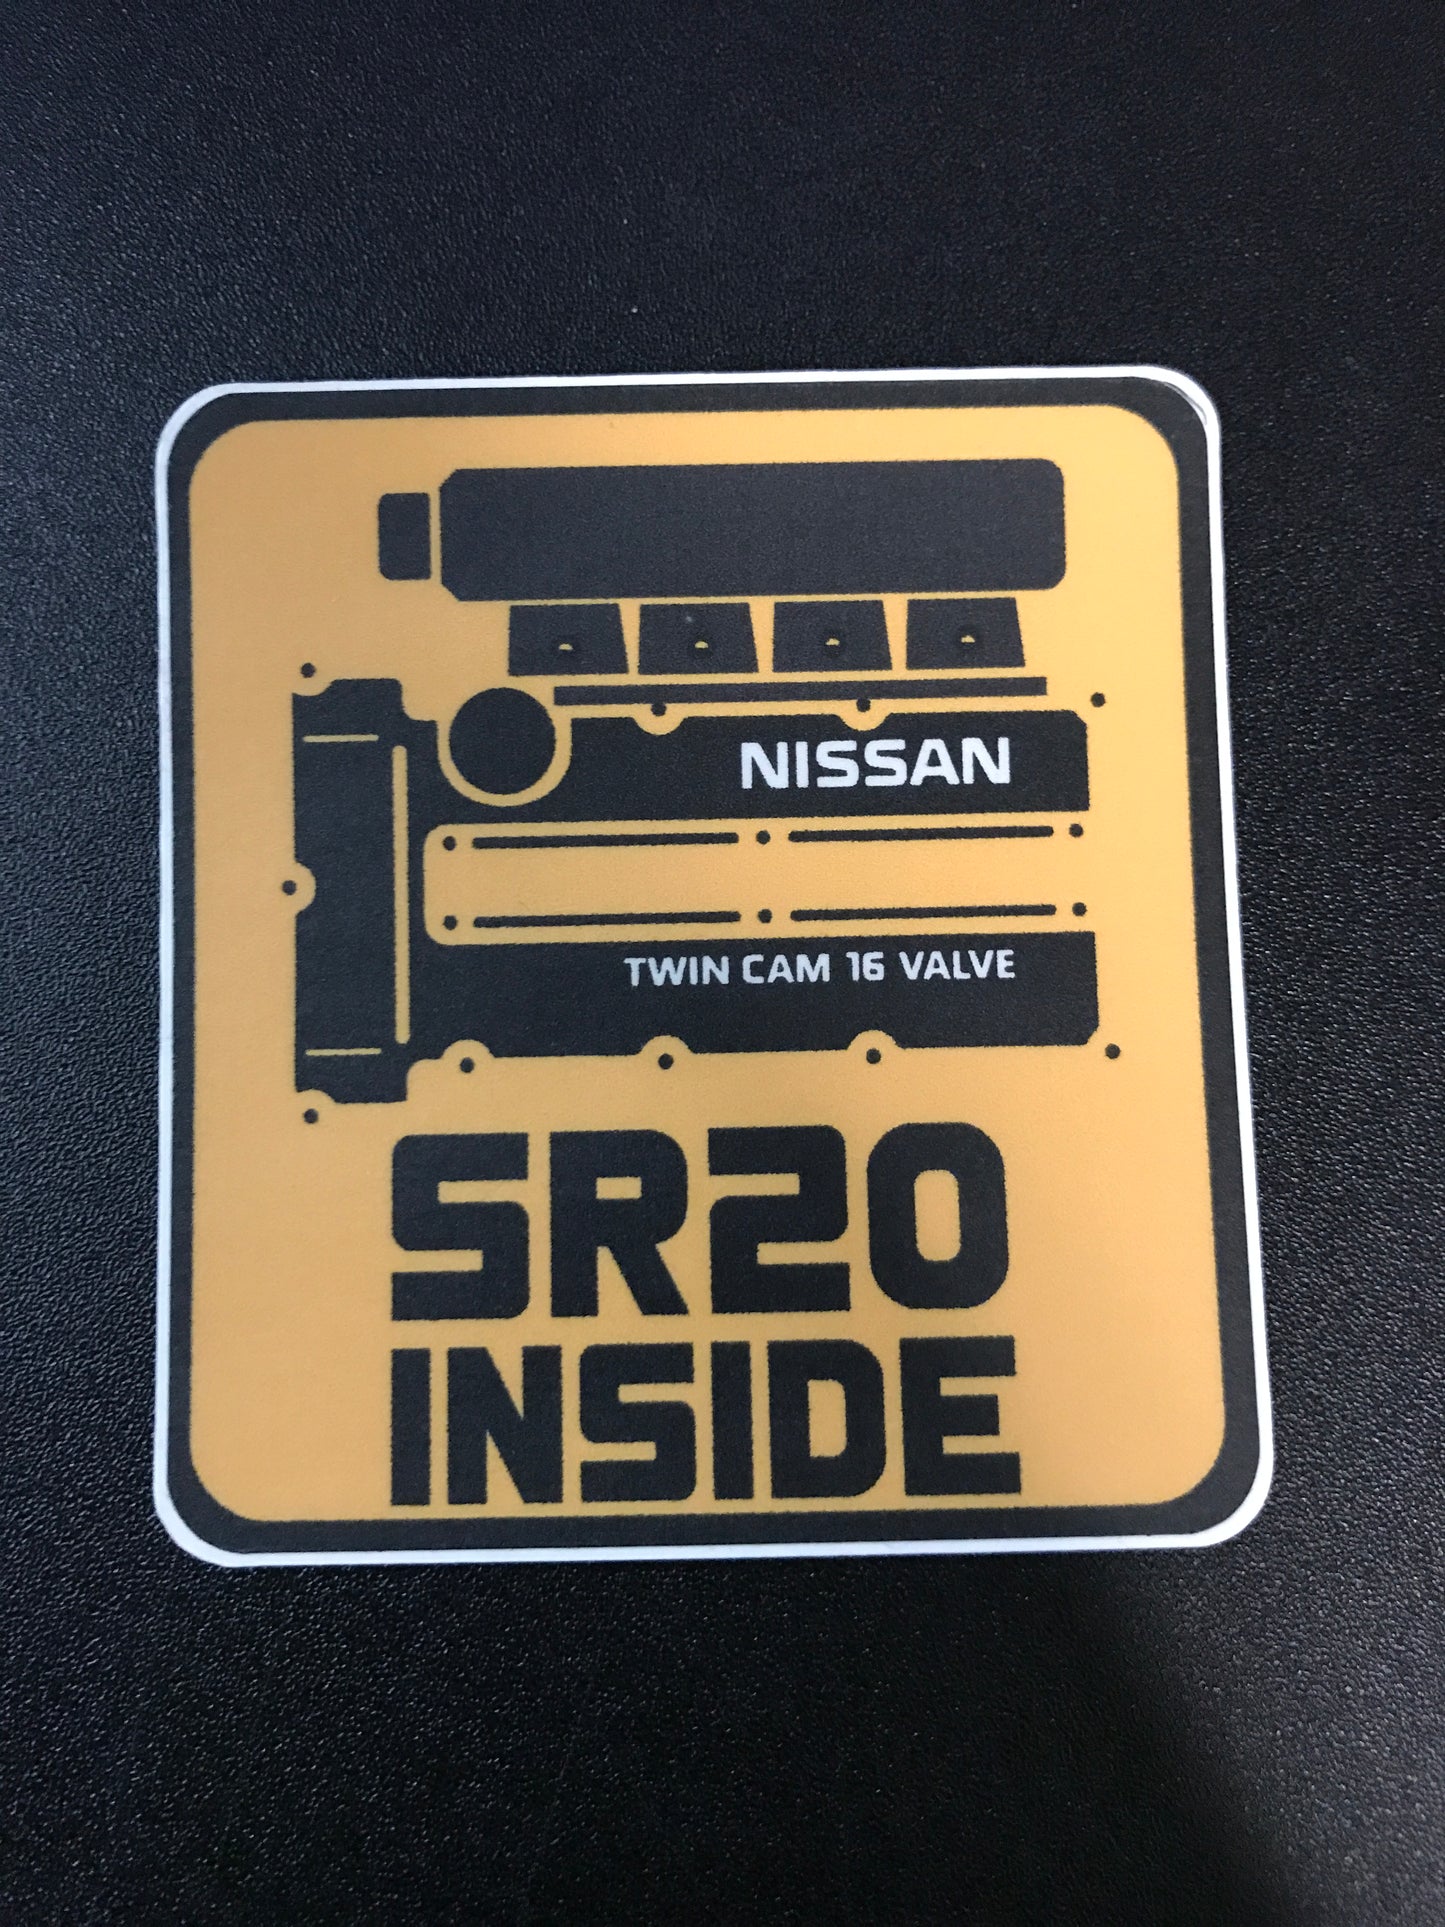 NISSAN
TWIN CAM 16 VALVE
SR20
INSIDE